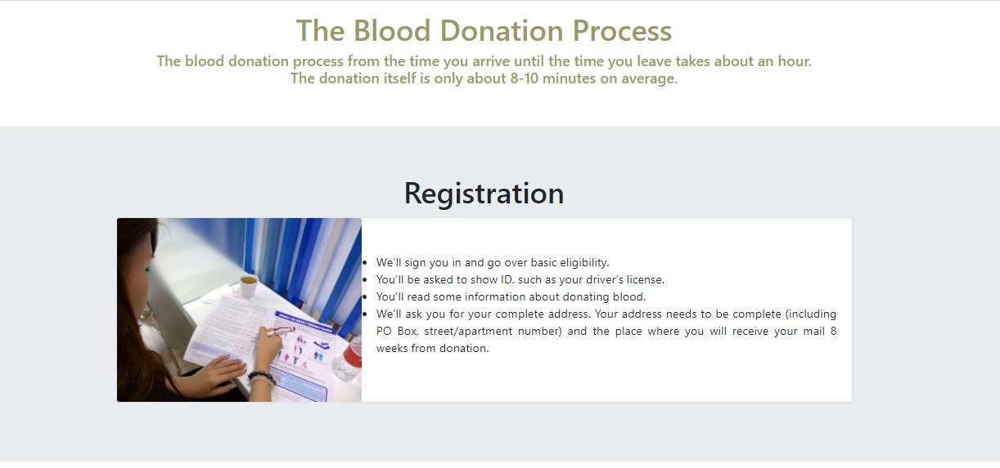 The Blood Donation Process
The blood donation process from the time you arrive until the time you leave takes about an hour.
The donation itself is only about 8-10 minutes on average.
Registration
We'll sign you in and go over basic eligibility.
You'll be asked to show ID, such as your driver's license.
You'll read some information about donating blood.
We'll ask you for your complete address. Your address needs to be complete (including
PO Box, street/apartment number) and the place where you will receive your mail 8
weeks from donation.